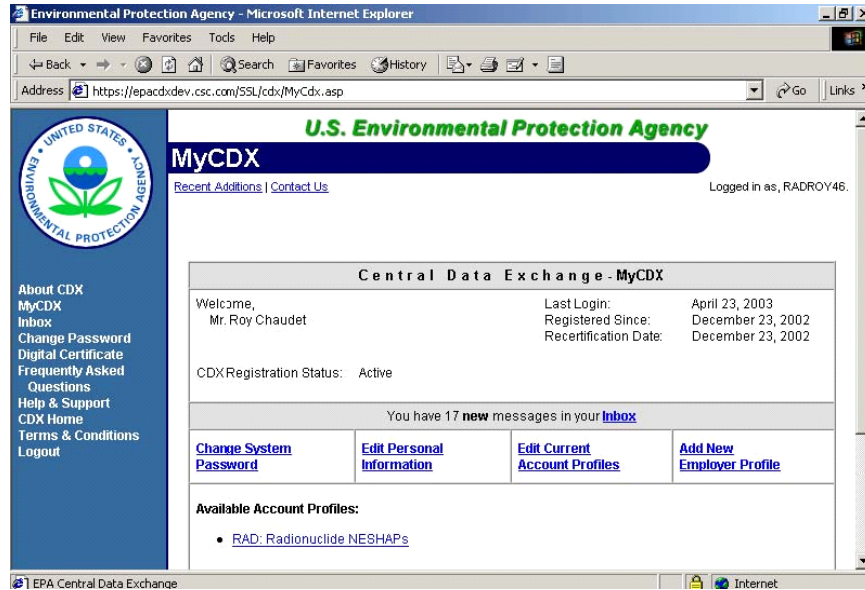 Environmental Protection Agency - Microsoft Internet Explorer
File Edit View Favorites Tools Help
Back Search Favorites History
Address https://epacdxdev.csc.com/SSL/cdx/MyCdx.asp Go Links
UNITED STATES ENVIRONMENTAL PROTECTION AGENCY
U.S. Environmental Protection Agency
MyCDX
Recent Additions | Contact Us Logged in as, RADROY46.
About CDX
MyCDX
Inbox
Change Password
Digital Certificate
Frequently Asked
Questions
Help & Support
CDX Home
Terms & Conditions
Logout
Central Data Exchange - MyCDX
Welcome, Last Login: April 23, 2003
Mr. Roy Chaudet Registered Since: December 23, 2002
Recertification Date: December 23, 2002
CDX Registration Status: Active
You have 17 new messages in your Inbox
Change System Edit Personal Edit Current Add New
Password Information Account Profiles Employer Profile
Available Account Profiles:
• RAD: Radionuclide NESHAPs
EPA Central Data Exchange Internet